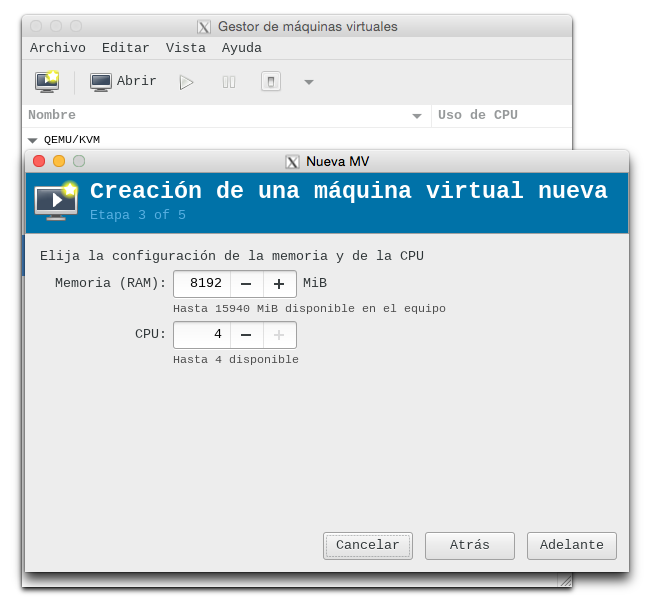 Gestor de máquinas virtuales
Archivo Editar Vista Ayuda
Abrir
Nombre Uso de CPU
QEMU/KVM
Nueva MV
Creación de una máquina virtual nueva
Etapa 3 of 5
Elija la configuración de la memoria y de la CPU
Memoria (RAM): 8192 − + MiB
Hasta 15940 MiB disponible en el equipo
CPU: 4 − +
Hasta 4 disponible
Cancelar Atrás Adelante